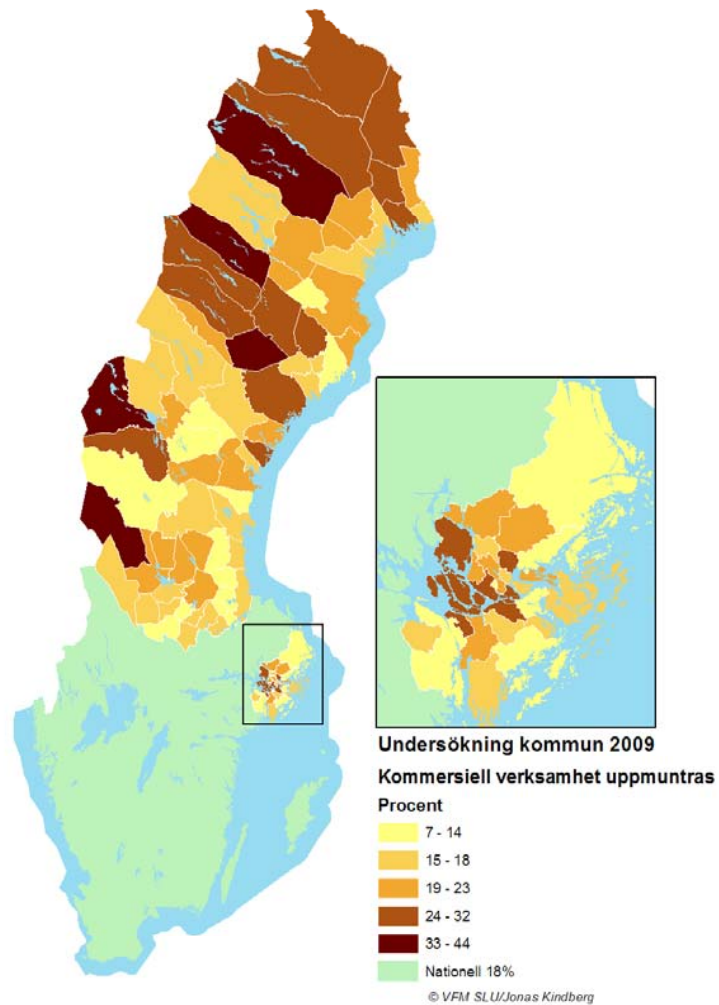 Undersökning kommun 2009
Kommersiell verksamhet uppmuntras
Procent
7 - 14
15 - 18
19 - 23
24 - 32
33 - 44
Nationell 18%
© VFM SLU/Jonas Kindberg